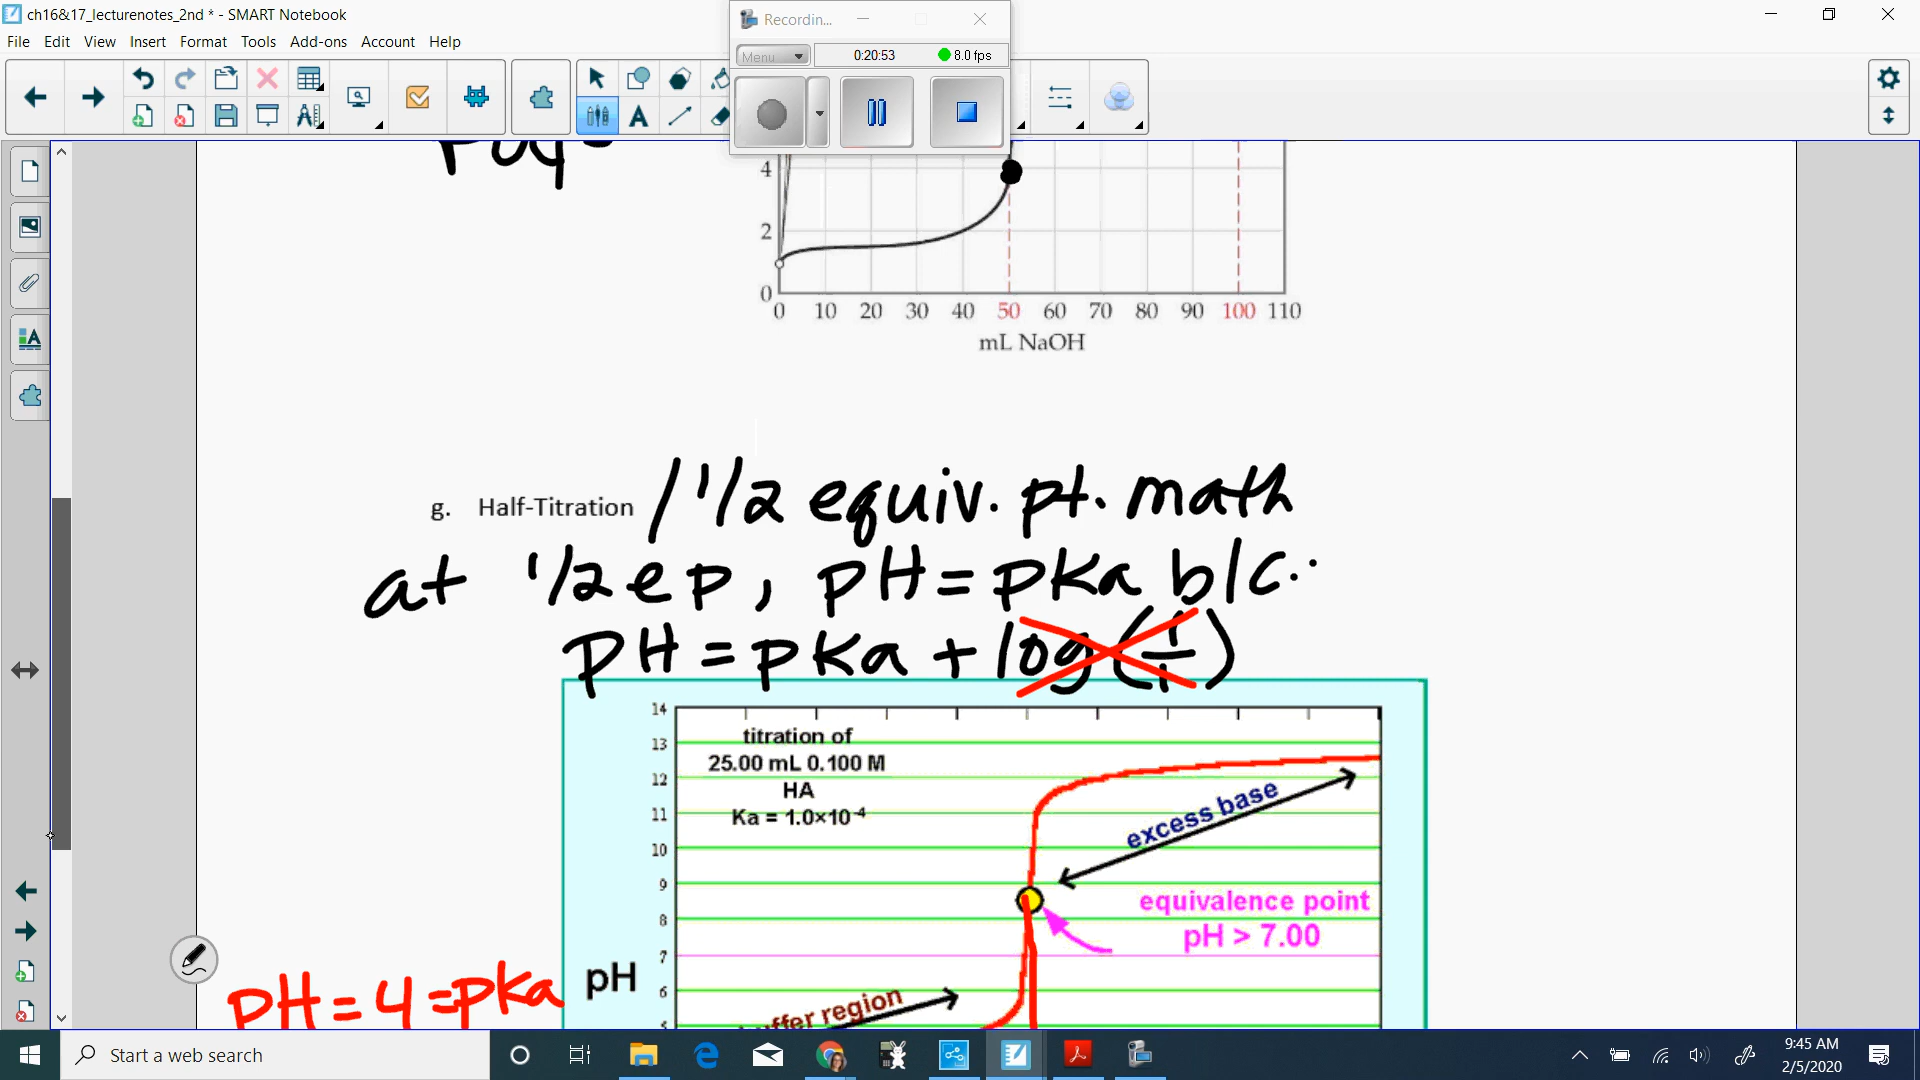 ch16&17_lecturenotes_2nd * - SMART Notebook
File Edit View Insert Format Tools Add-ons Account Help
Recordin...
Menu 0:20:53 8.0 fps
4
2
0
0 10 20 30 40 50 60 70 80 90 100 110
mL NaOH
g. Half-Titration / 1/2 equiv. pt. math
at 1/2 ep, pH = pKa b/c..
pH = pKa + log (1/1)
14
13
12
11
10
9
8
7
6
titration of
25.00 mL 0.100 M
HA
Ka = 1.0×10⁻⁴
excess base
equivalence point
pH > 7.00
pH
buffer region
pH = 4 = pKa
Start a web search
9:45 AM
2/5/2020